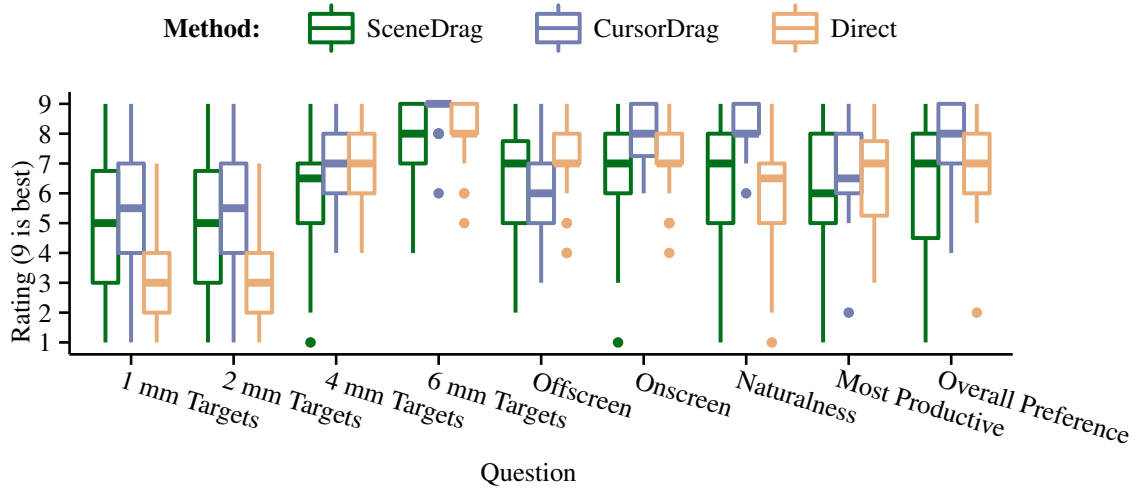 Method: SceneDrag CursorDrag Direct
Rating (9 is best)
9
8
7
6
5
4
3
2
1
1 mm Targets
2 mm Targets
4 mm Targets
6 mm Targets
Offscreen
Onscreen
Naturalness
Most Productive
Overall Preference
Question